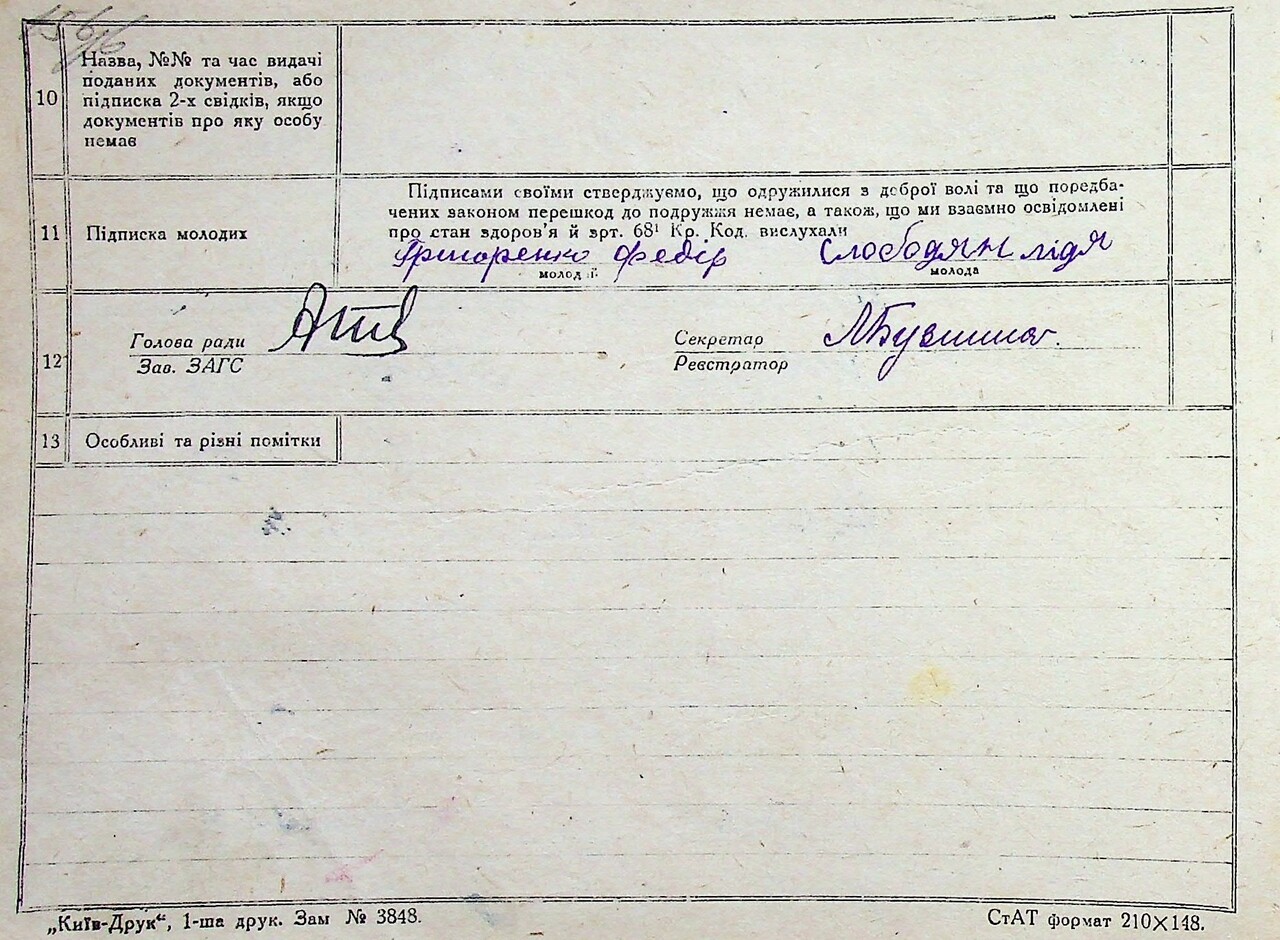 10
Назва, №№ та час видачі
поданих документів, або
підписка 2-х свідків, якщо
документів про яку особу
немає
11
Підписка молодих
Підписами своїми стверджуємо, що одружилися з доброї волі та що поредба-
чених законом перешкод до подружжя немає, а також, що ми взаємно освідомлені
про стан здоров'я й арт. 68¹ Кр. Код. вислухали
Федір Слободян Лідя
молодий молода
12
Голова ради
Зав. ЗАГС
Секретар
Реєстратор
13
Особливі та різні помітки
„Київ-Друк“, 1-ша друк. Зам № 3848.
СтАТ формат 210×148.